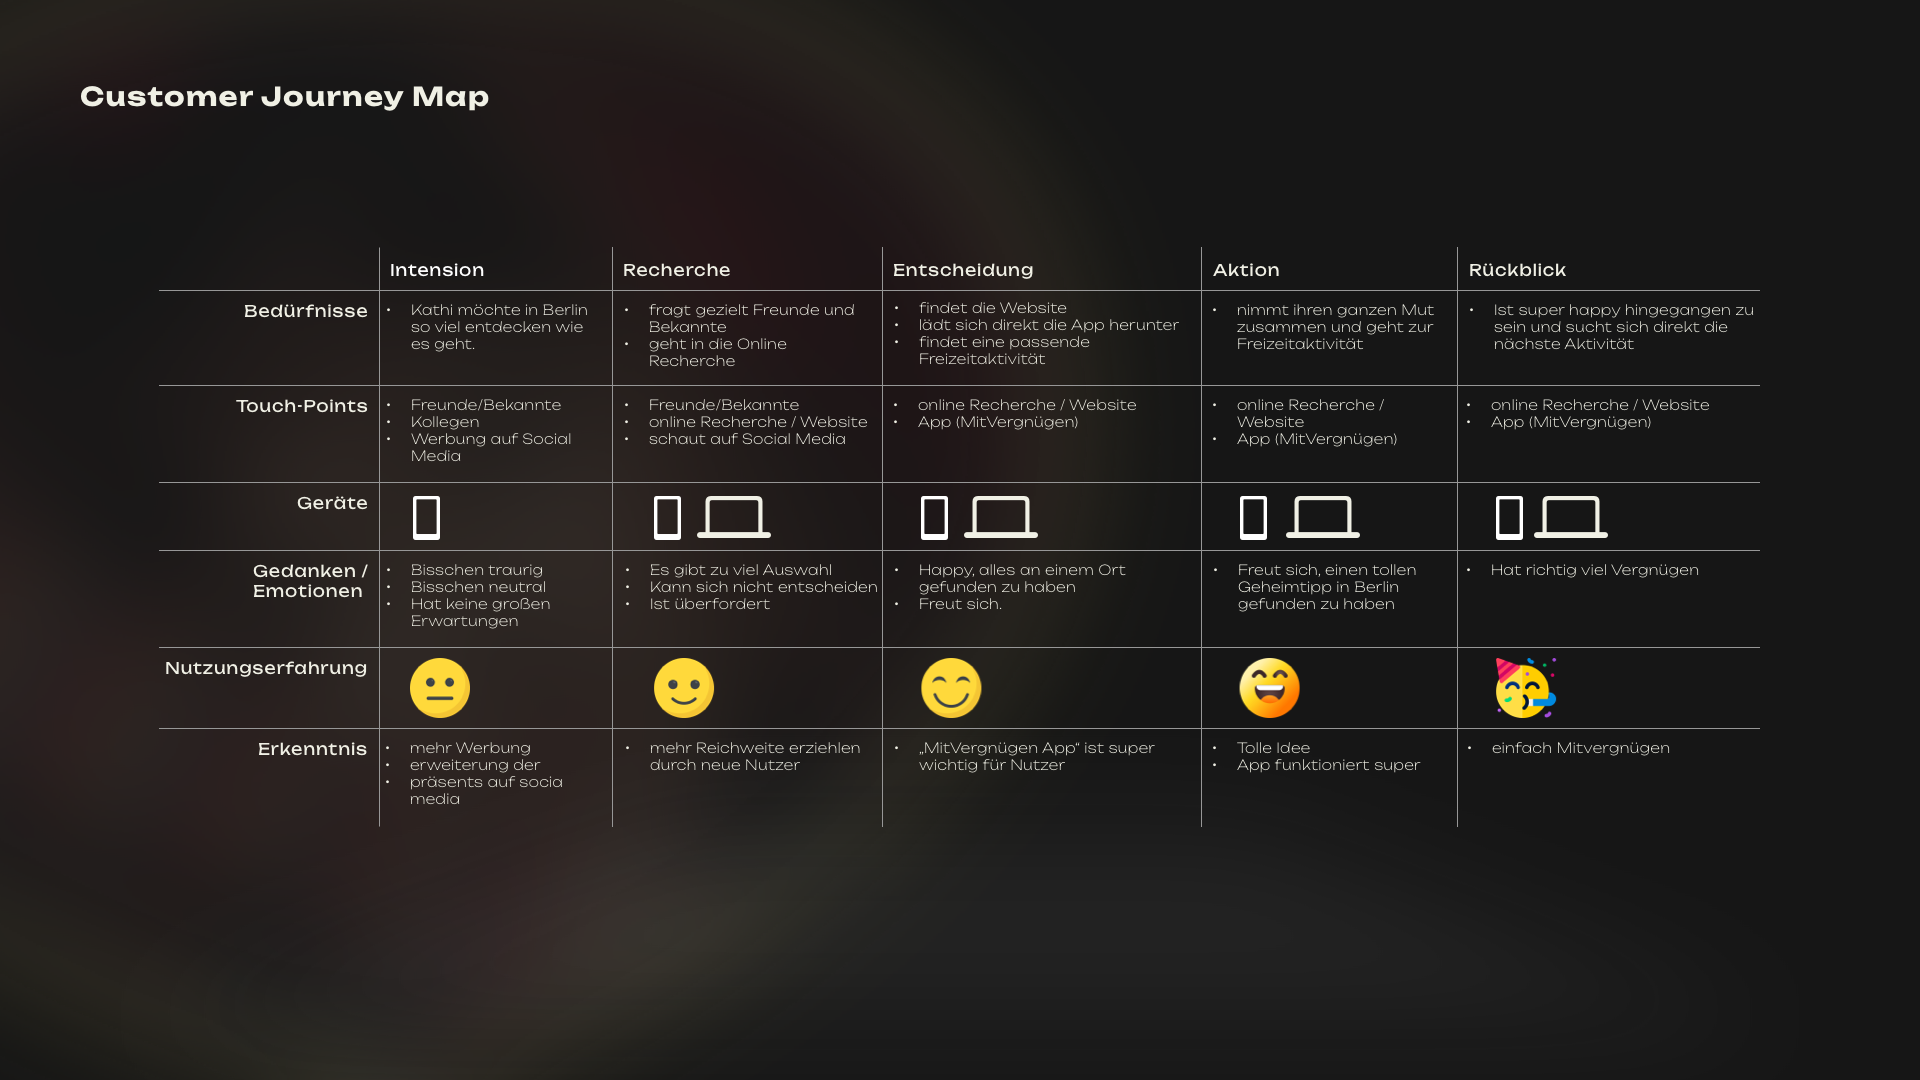 Customer Journey Map
Intension
Recherche
Entscheidung
Aktion
Rückblick
Bedürfnisse
• Kathi möchte in Berlin
so viel entdecken wie
es geht.
• fragt gezielt Freunde und
Bekannte
• geht in die Online
Recherche
• findet die Website
• lädt sich direkt die App herunter
• findet eine passende
Freizeitaktivität
• nimmt ihren ganzen Mut
zusammen und geht zur
Freizeitaktivität
• Ist super happy hingegangen zu
sein und sucht sich direkt die
nächste Aktivität
Touch-Points
• Freunde/Bekannte
• Kollegen
• Werbung auf Social
Media
• Freunde/Bekannte
• online Recherche / Website
• schaut auf Social Media
• online Recherche / Website
• App (MitVergnügen)
• online Recherche /
Website
• App (MitVergnügen)
• online Recherche / Website
• App (MitVergnügen)
Geräte
Gedanken /
Emotionen
• Bisschen traurig
• Bisschen neutral
• Hat keine großen
Erwartungen
• Es gibt zu viel Auswahl
• Kann sich nicht entscheiden
• Ist überfordert
• Happy, alles an einem Ort
gefunden zu haben
• Freut sich.
• Freut sich, einen tollen
Geheimtipp in Berlin
gefunden zu haben
• Hat richtig viel Vergnügen
Nutzungserfahrung
Erkenntnis
• mehr Werbung
• erweiterung der
• präsents auf socia
media
• mehr Reichweite erziehlen
durch neue Nutzer
• „MitVergnügen App“ ist super
wichtig für Nutzer
• Tolle Idee
• App funktioniert super
• einfach Mitvergnügen